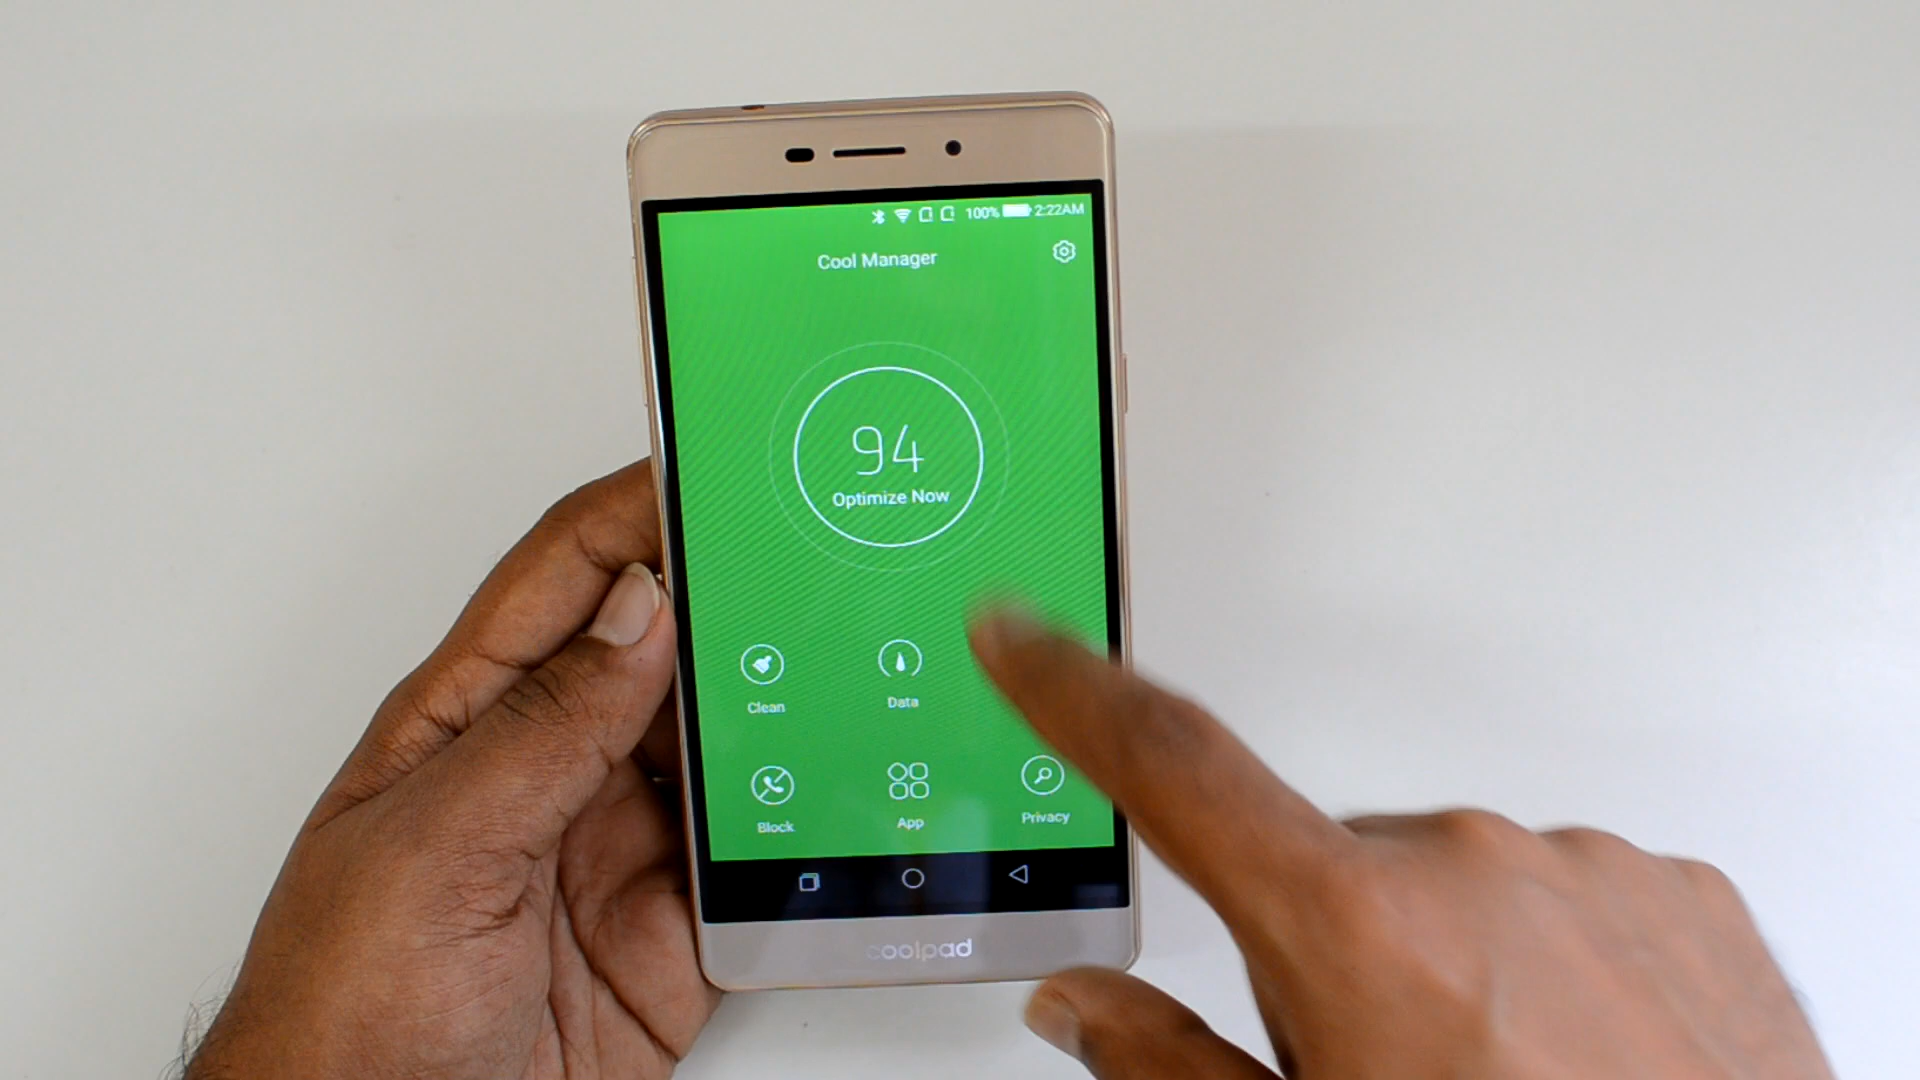 100% 2:22AM
Cool Manager
94
Optimize Now
Clean
Data
Block
App
Privacy
coolpad